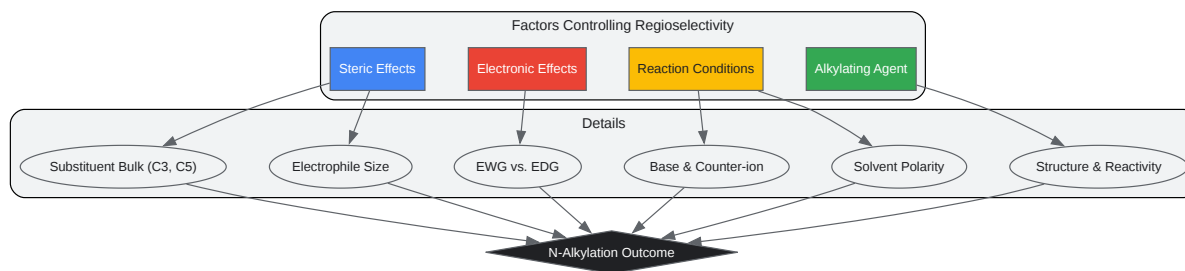 Factors Controlling Regioselectivity
Steric Effects
Electronic Effects
Reaction Conditions
Alkylating Agent
Details
Substituent Bulk (C3, C5)
Electrophile Size
EWG vs. EDG
Base & Counter-ion
Solvent Polarity
Structure & Reactivity
N-Alkylation Outcome